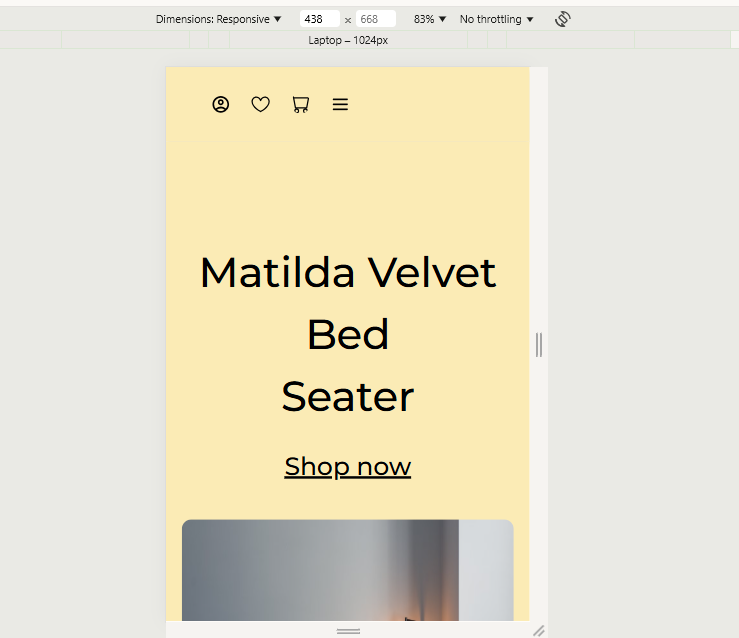 Dimensions: Responsive ▼ 438 × 668 83% ▼ No throttling ▼
Laptop – 1024px
Matilda Velvet
Bed
Seater
Shop now